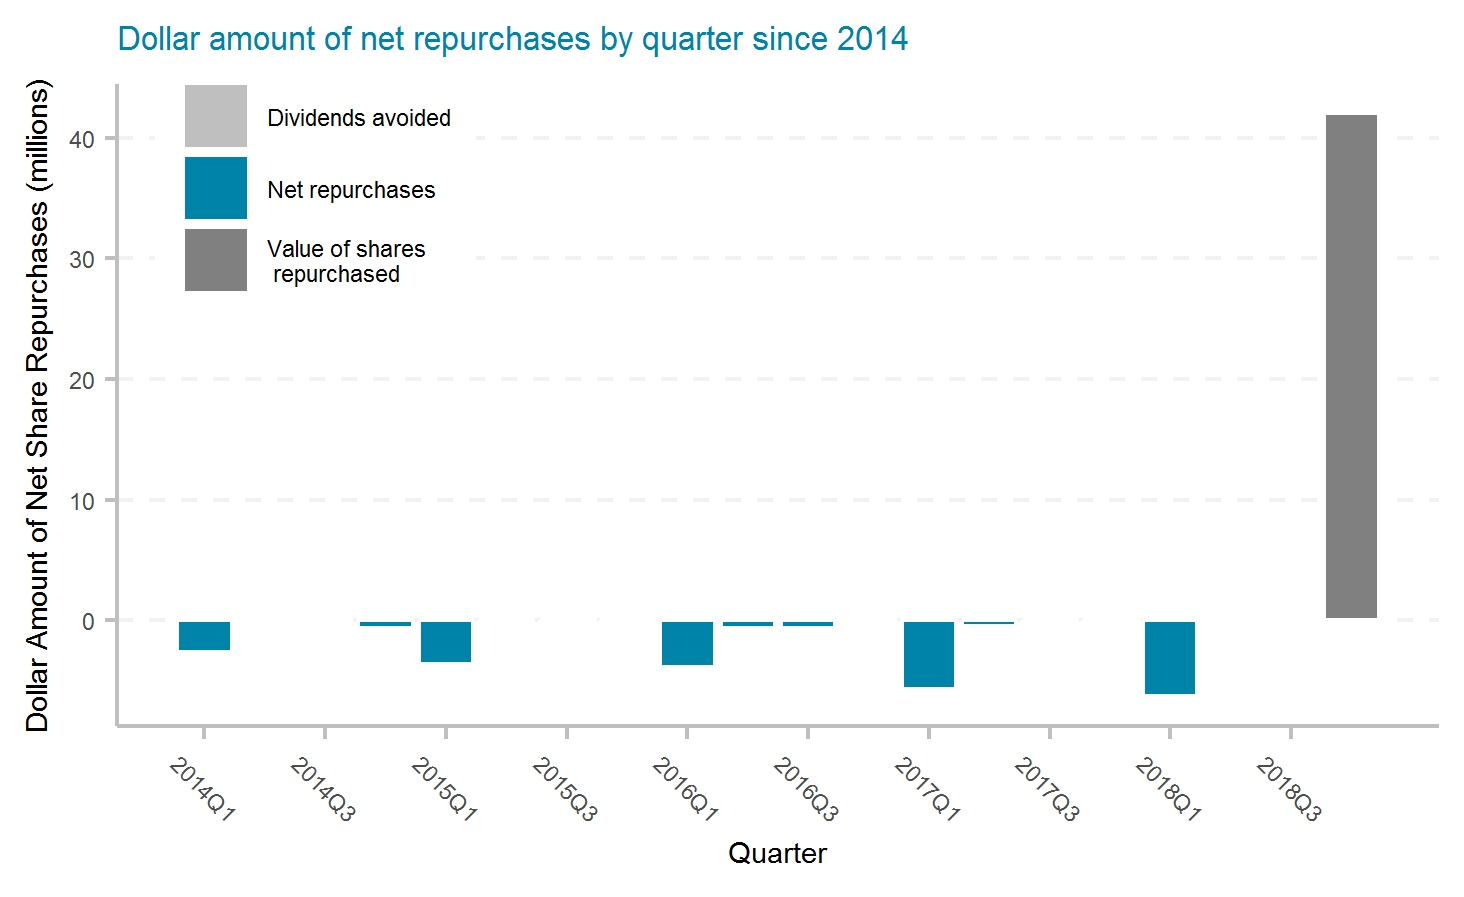 Dollar amount of net repurchases by quarter since 2014
Dollar Amount of Net Share Repurchases (millions)
40
30
20
10
0
Dividends avoided
Net repurchases
Value of shares
repurchased
2014Q1
2014Q3
2015Q1
2015Q3
2016Q1
2016Q3
2017Q1
2017Q3
2018Q1
2018Q3
Quarter